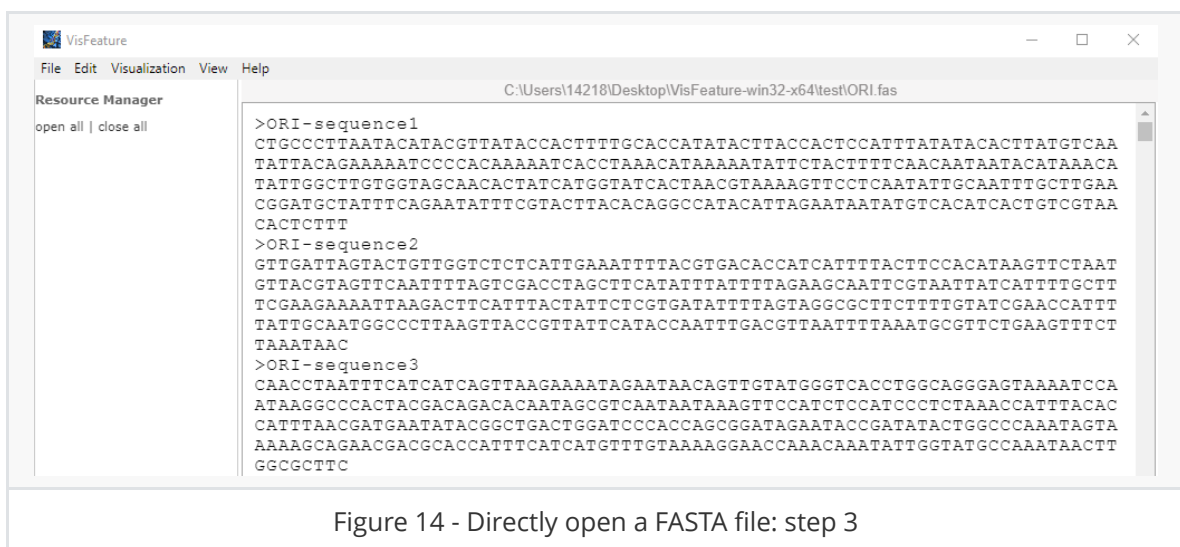 VisFeature
File Edit Visualization View Help
Resource Manager
open all | close all
C:\Users\14218\Desktop\VisFeature-win32-x64\test\ORI.fas
>ORI-sequence1
CTGCCCTTAATACATACGTTATACCACTTTTGCACCATATACTTACCACTCCATTTATATACACTTATGTCAA
TATTACAGAAAAATCCCCACAAAAATCACCTAAACATAAAAATATTCTACTTTTCAACAATAATACATAAACA
TATTGGCTTGTGGTAGCAACACTATCATGGTATCACTAACGTAAAAGTTCCTCAATATTGCAATTTGCTTGAA
CGGATGCTATTTCAGAATATTTCGTACTTACACAGGCCATACATTAGAATAATATGTCACATCACTGTCGTAA
CACTCTTT
>ORI-sequence2
GTTGATTAGTACTGTTGGTCTCTCATTGAAATTTTACGTGACACCATCATTTTACTTCCACATAAGTTCTAAT
GTTACGTAGTTCAATTTTAGTCGACCTAGCTTCATATTTATTTTAGAAGCAATTCGTAATTATCATTTTGCTT
TCGAAGAAAATTAAGACTTCATTTACTATTCTCGTGATATTTTAGTAGGCGCTTCTTTTGTATCGAACCATTT
TATTGCAATGGCCCTTAAGTTACCGTTATTCATACCAATTTGACGTTAATTTTAAATGCGTTCTGAAGTTTCT
TAAATAAC
>ORI-sequence3
CAACCTAATTTCATCATCAGTTAAGAAAATAGAATAACAGTTGTATGGGTCACCTGGCAGGGAGTAAAATCCA
ATAAGGCCCACTACGACAGACACAATAGCGTCAATAATAAAGTTCCATCTCCATCCCTCTAAACCATTTACAC
CATTTAACGATGAATATACGGCTGACTGGATCCCACCAGCGGATAGAATACCGATATACTGGCCCAAATAGTA
AAAAGCAGAACGACGCACCATTTCATCATGTTTGTAAAAGGAACCAAACAAATATTGGTATGCCAAATAACTT
GGCGCTTC
Figure 14 - Directly open a FASTA file: step 3